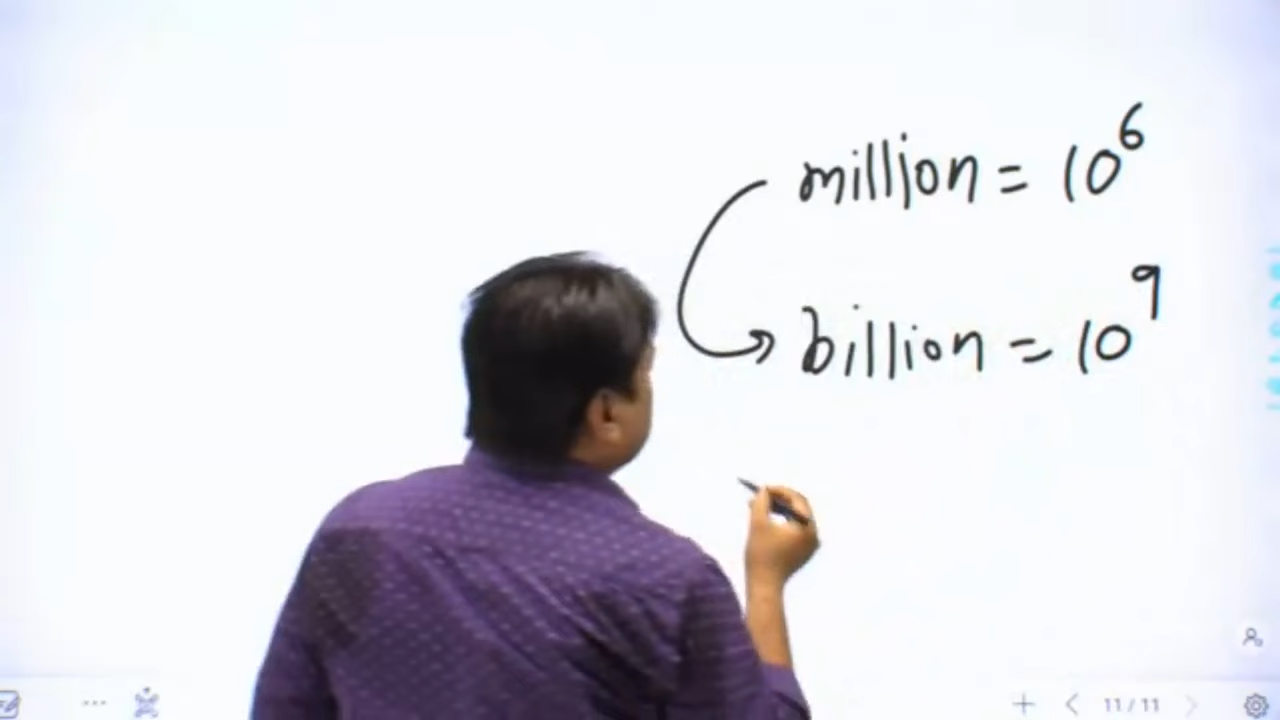 million = 10⁶
billion = 10⁹
11/11